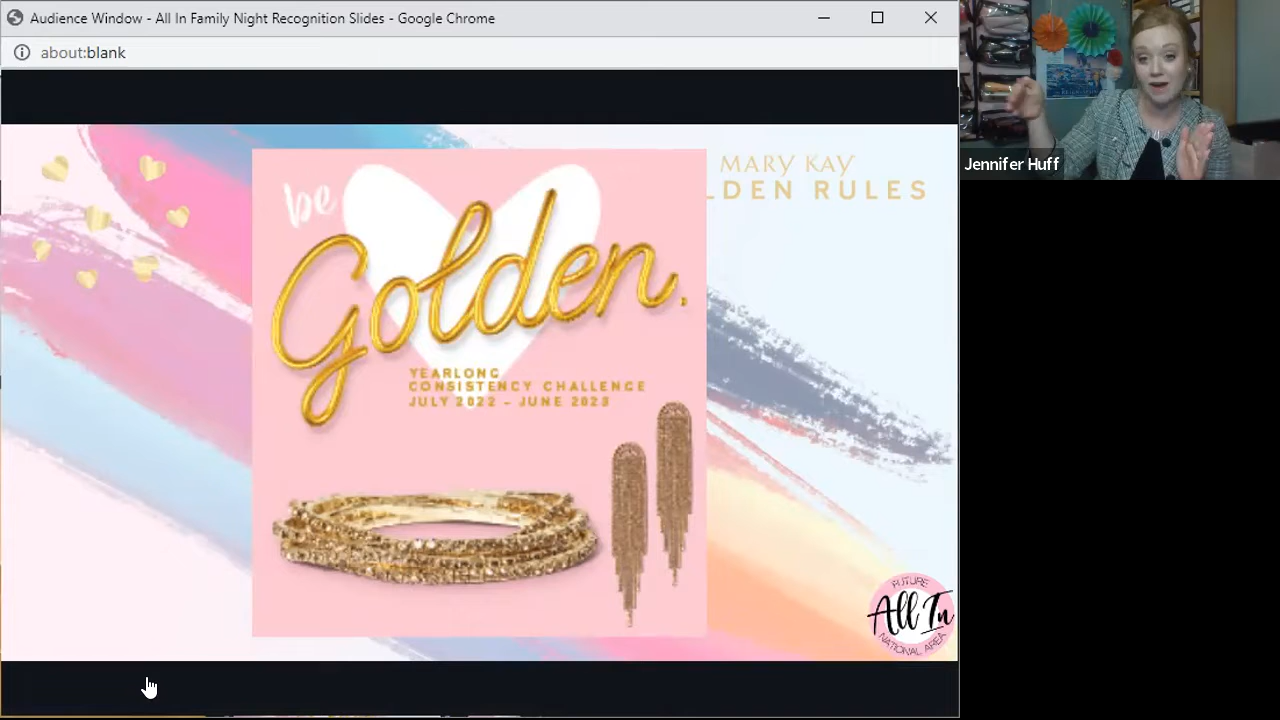 Audience Window - All In Family Night Recognition Slides - Google Chrome
about:blank
MARY KAY
LDEN RULES
be
Golden.
YEARLONG
CONSISTENCY CHALLENGE
JULY 2022 - JUNE 2023
FUTURE
All In
NATIONAL AREA
Jennifer Huff